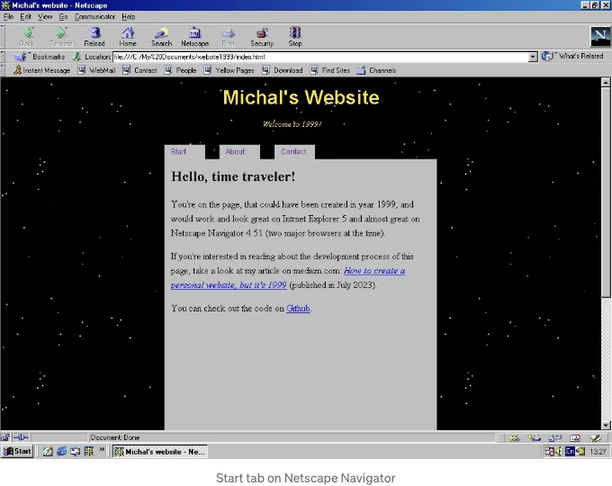 Michal's website - Netscape
File Edit View Go Communicator Help
Back Forward Reload Home Search Netscape Print Security Stop
Bookmarks Location: file:///C:/My%20Documents/website1999/index.html What's Related
Instant Message WebMail Contact People Yellow Pages Download Find Sites Channels
Michal's Website
Welcome to 1999!
Start About Contact
Hello, time traveler!
You're on the page, that could have been created in year 1999, and
would work and look great on Intrnet Explorer 5 and almost great on
Netscape Navigator 4.51 (two major browsers at the time).
If you're interested in reading about the development process of this
page, take a look at my article on medium.com: How to create a
personal website, but it's 1999 (published in July 2023).
You can check out the code on Github.
Document: Done
Start Michal's website - Ne... En 13:27
Start tab on Netscape Navigator